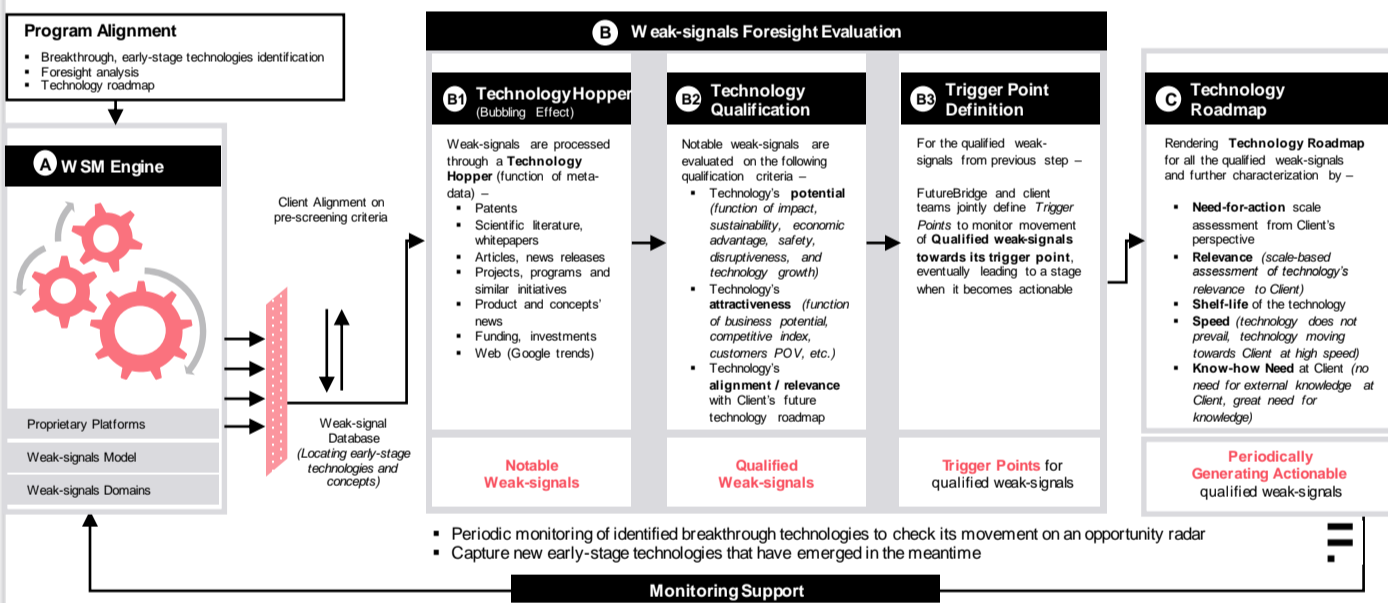 Program Alignment
▪ Breakthrough, early-stage technologies identification
▪ Foresight analysis
▪ Technology roadmap
A WSM Engine
Proprietary Platforms
Weak-signals Model
Weak-signals Domains
Client Alignment on
pre-screening criteria
Weak-signal
Database
(Locating early-stage
technologies and
concepts)
B Weak-signals Foresight Evaluation
B1 Technology Hopper
(Bubbling Effect)
Weak-signals are processed
through a Technology
Hopper (function of meta-
data) –
▪ Patents
▪ Scientific literature,
whitepapers
▪ Articles, news releases
▪ Projects, programs and
similar initiatives
▪ Product and concepts'
news
▪ Funding, investments
▪ Web (Google trends)
Notable
Weak-signals
B2 Technology
Qualification
Notable weak-signals are
evaluated on the following
qualification criteria –
▪ Technology's potential
(function of impact,
sustainability, economic
advantage, safety,
disruptiveness, and
technology growth)
▪ Technology's
attractiveness (function
of business potential,
competitive index,
customers POV, etc.)
▪ Technology's
alignment / relevance
with Client's future
technology roadmap
Qualified
Weak-signals
B3 Trigger Point
Definition
For the qualified weak-
signals from previous step –
FutureBridge and client
teams jointly define Trigger
Points to monitor movement
of Qualified weak-signals
towards its trigger point,
eventually leading to a stage
when it becomes actionable
Trigger Points for
qualified weak-signals
C Technology
Roadmap
Rendering Technology Roadmap
for all the qualified weak-signals
and further characterization by –
▪ Need-for-action scale
assessment from Client's
perspective
▪ Relevance (scale-based
assessment of technology's
relevance to Client)
▪ Shelf-life of the technology
▪ Speed (technology does not
prevail, technology moving
towards Client at high speed)
▪ Know-how Need at Client (no
need for external knowledge at
Client, great need for
knowledge)
Periodically
Generating Actionable
qualified weak-signals
▪ Periodic monitoring of identified breakthrough technologies to check its movement on an opportunity radar
▪ Capture new early-stage technologies that have emerged in the meantime
Monitoring Support